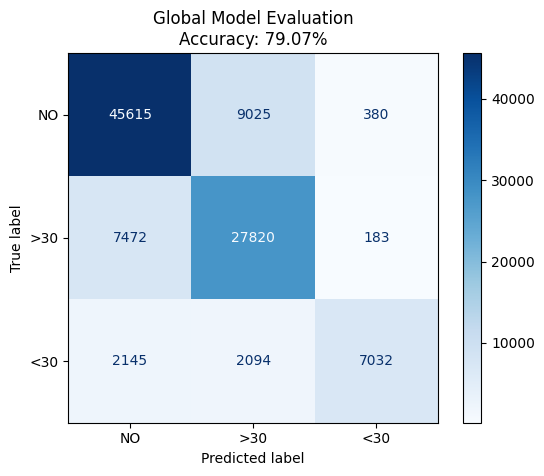 Global Model Evaluation
Accuracy: 79.07%
NO 45615 9025 380
>30 7472 27820 183
<30 2145 2094 7032
NO >30 <30
True label
Predicted label
40000
30000
20000
10000